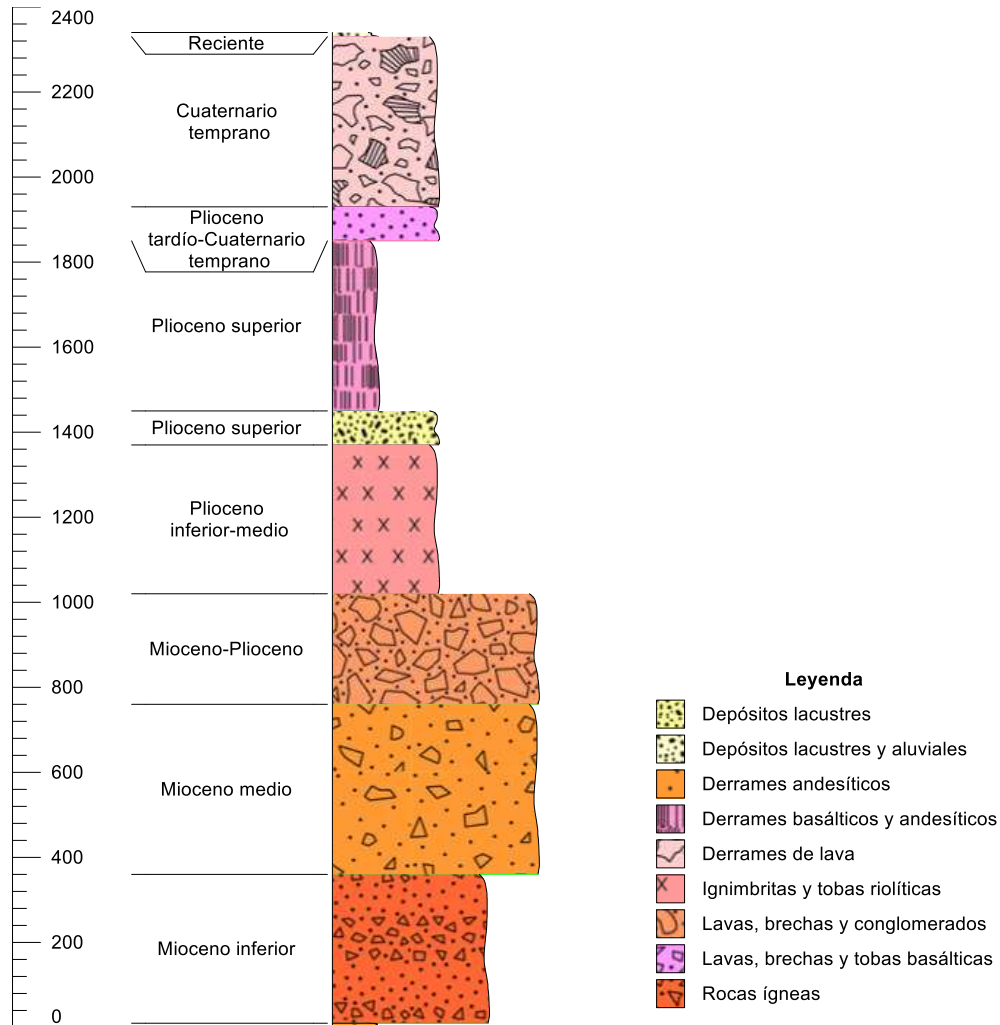 2400
2200
2000
1800
1600
1400
1200
1000
800
600
400
200
0
Reciente
Cuaternario
temprano
Plioceno
tardío-Cuaternario
temprano
Plioceno superior
Plioceno superior
Plioceno
inferior-medio
Mioceno-Plioceno
Mioceno medio
Mioceno inferior
Leyenda
Depósitos lacustres
Depósitos lacustres y aluviales
Derrames andesíticos
Derrames basálticos y andesíticos
Derrames de lava
Ignimbritas y tobas riolíticas
Lavas, brechas y conglomerados
Lavas, brechas y tobas basálticas
Rocas ígneas